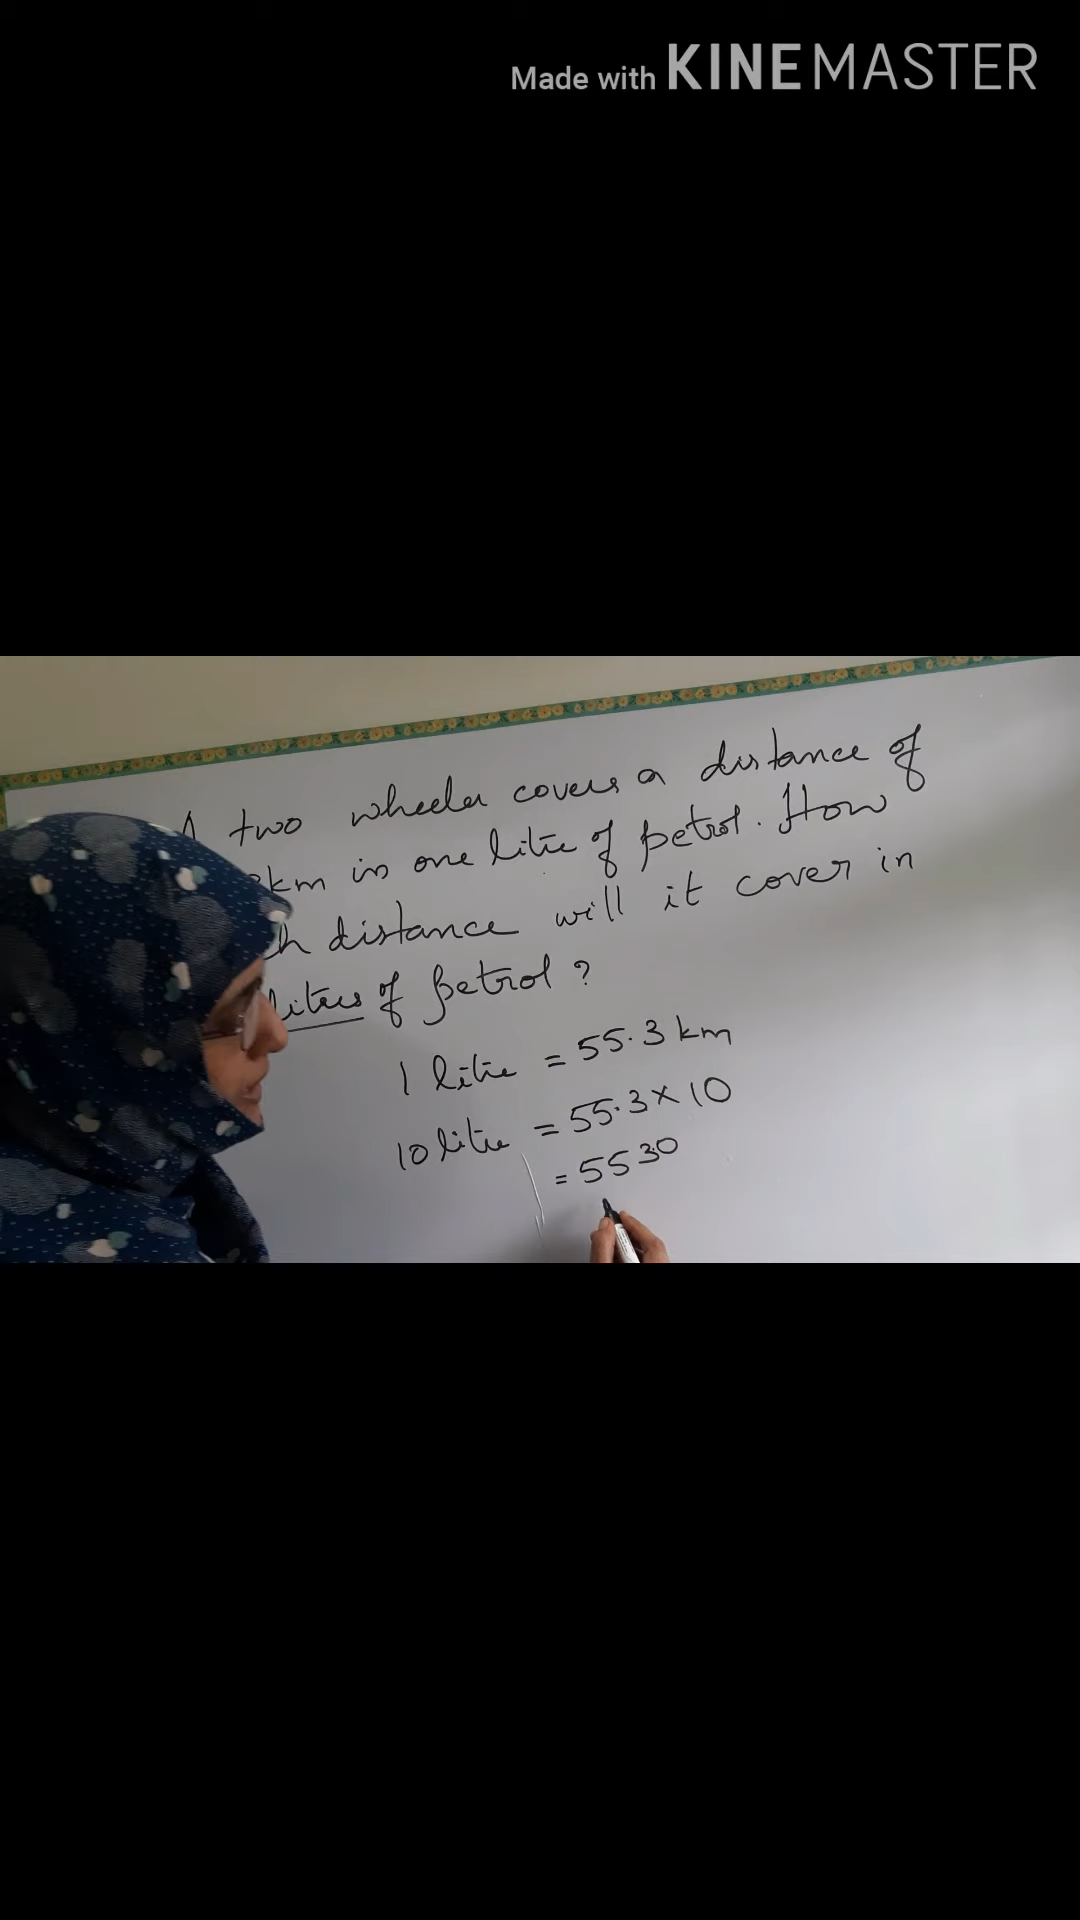 Made with KINEMASTER
A two wheeler covers a distance of
km in one litre of petrol. How
h distance will it cover in
litres of petrol?
1 litre = 55.3 km
10 litre = 55.3 × 10
= 5530